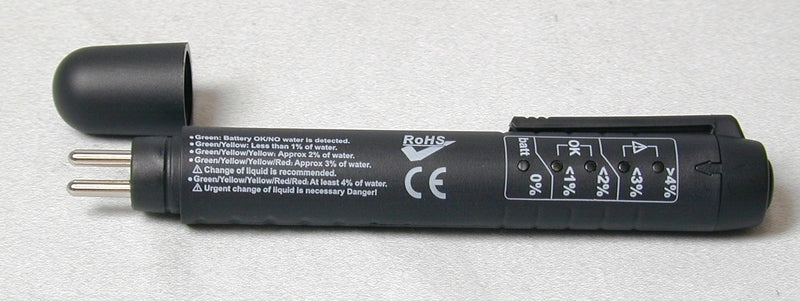 • Green: Battery OK/NO water is detected.
• Green/Yellow: Less than 1% of water.
• Green/Yellow/Yellow: Approx 2% of water.
• Green/Yellow/Yellow/Red: Approx 3% of water.
⚠ Change of liquid is recommended.
• Green/Yellow/Yellow/Red/Red: At least 4% of water.
⚠ Urgent change of liquid is necessary Danger!
RoHS
CE
batt
OK
⚠
0%
<1%
<2%
<3%
>4%